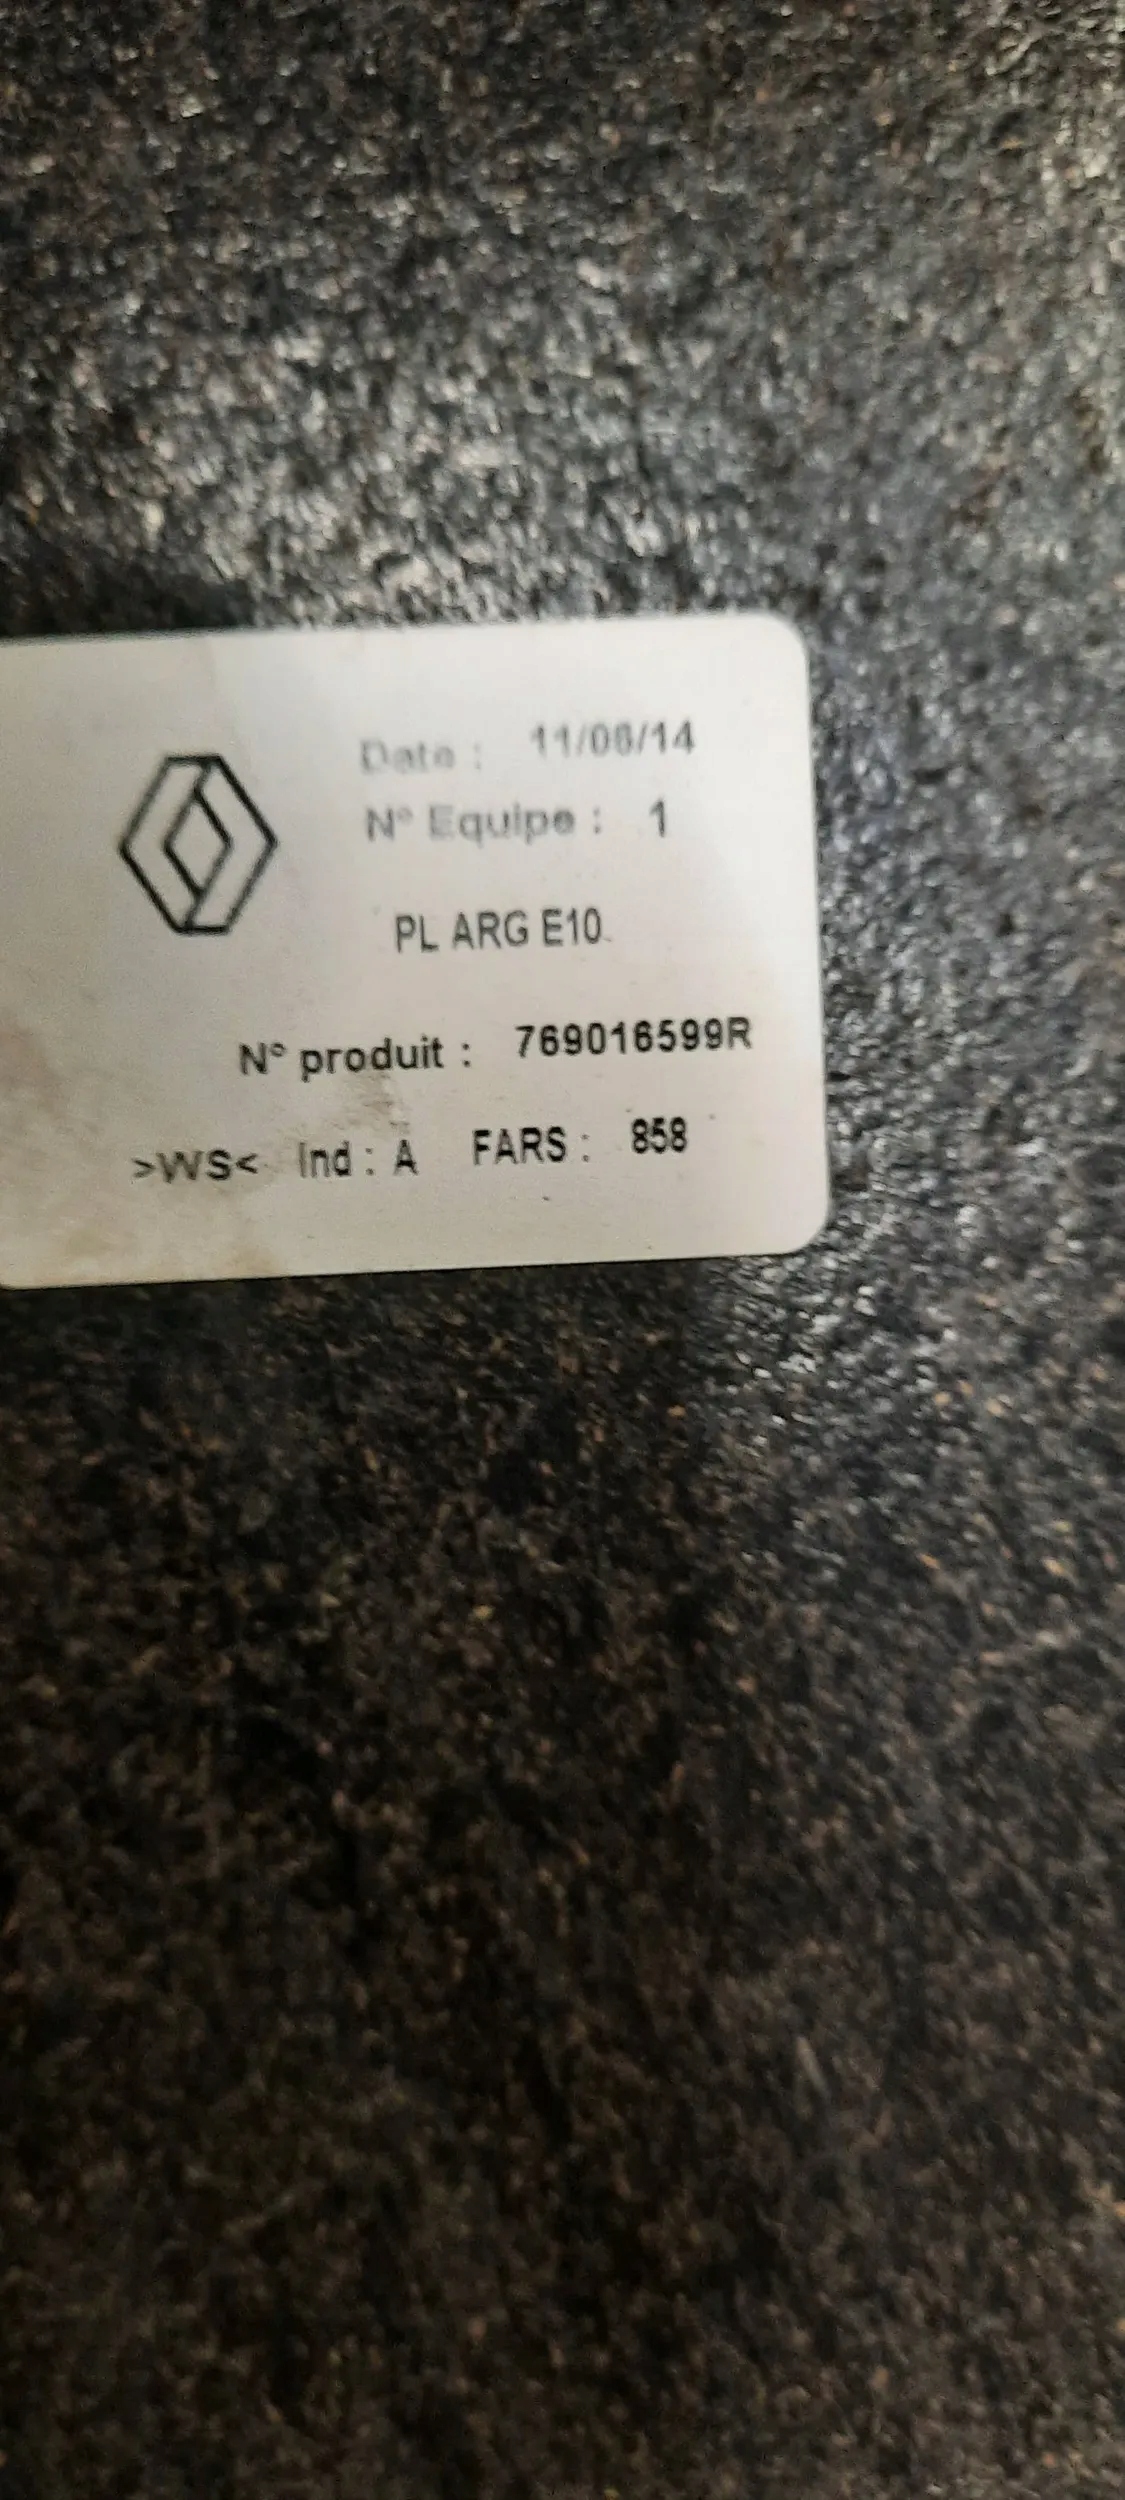 Date : 11/06/14
N° Equipe : 1
PL ARG E10
N° produit : 769016599R
>WS< Ind : A FARS : 858